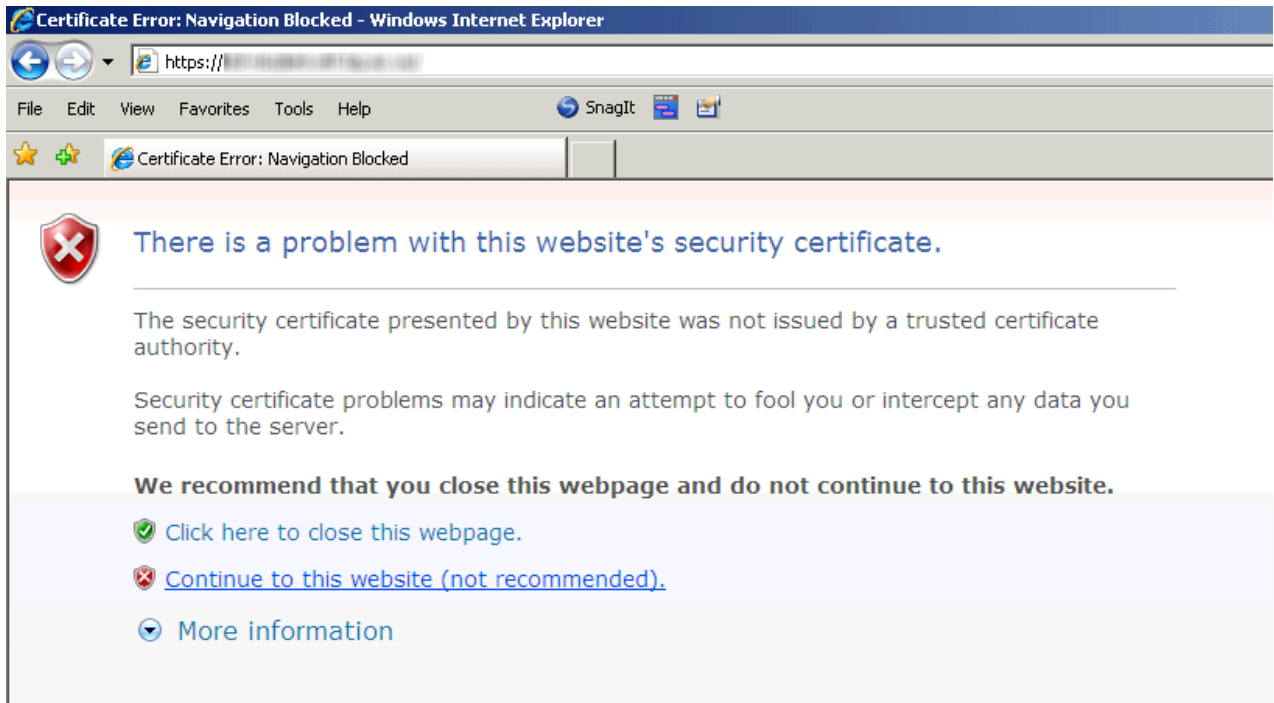 Certificate Error: Navigation Blocked - Windows Internet Explorer
https://
File Edit View Favorites Tools Help SnagIt
Certificate Error: Navigation Blocked
There is a problem with this website's security certificate.
The security certificate presented by this website was not issued by a trusted certificate
authority.
Security certificate problems may indicate an attempt to fool you or intercept any data you
send to the server.
We recommend that you close this webpage and do not continue to this website.
Click here to close this webpage.
Continue to this website (not recommended).
More information